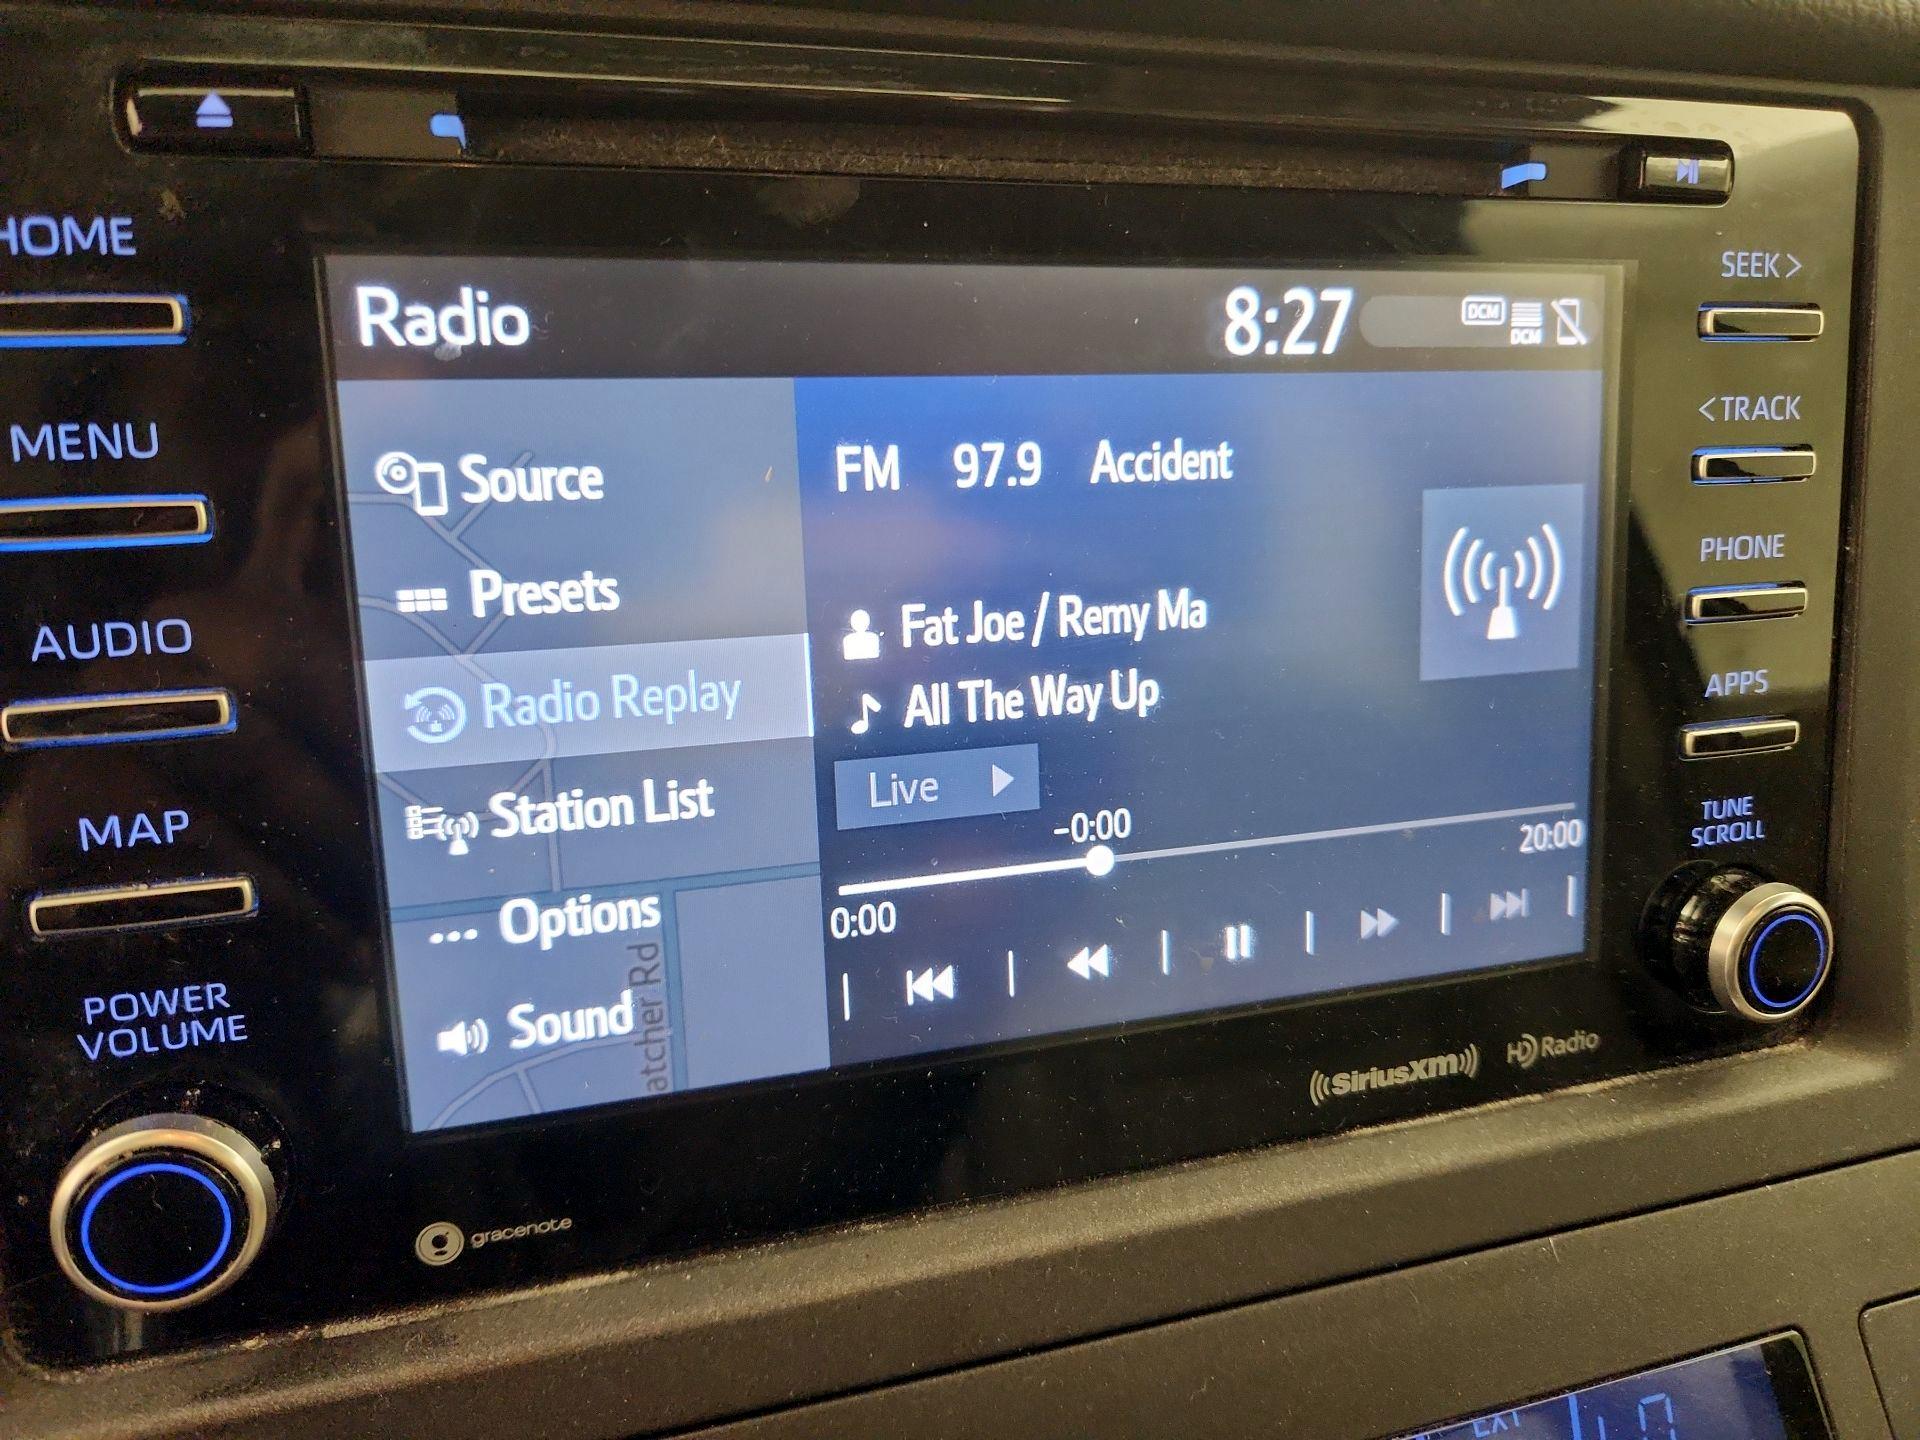 HOME
MENU
AUDIO
MAP
POWER
VOLUME
Radio
8:27
DCM
DCM
Source
Presets
Radio Replay
Station List
Options
Sound
atcher Rd
FM 97.9 Accident
Fat Joe / Remy Ma
All The Way Up
Live
-0:00
0:00
20:00
SEEK >
< TRACK
PHONE
APPS
TUNE
SCROLL
gracenote
((SiriusXM))
HD Radio
EXT